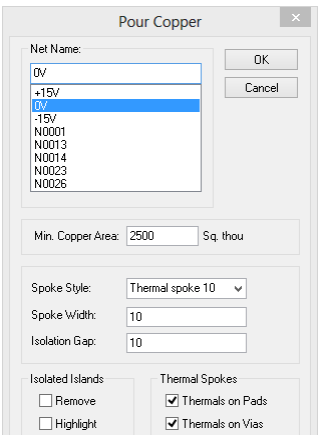 Pour Copper
Net Name:
0V
OK
+15V
Cancel
0V
-15V
N0001
N0013
N0014
N0023
N0026
Min. Copper Area: 2500 Sq. thou
Spoke Style: Thermal spoke 10
Spoke Width: 10
Isolation Gap: 10
Isolated Islands
Remove
Highlight
Thermal Spokes
Thermals on Pads
Thermals on Vias